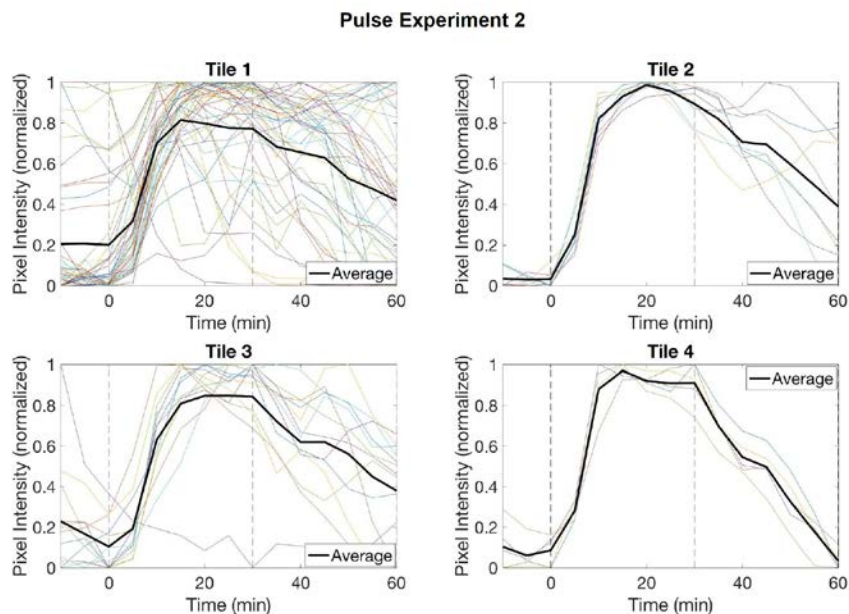 Pulse Experiment 2
Tile 1
Pixel Intensity (normalized)
1
0.8
0.6
0.4
0.2
0
0 20 40 60
Time (min)
Average
Tile 2
Pixel Intensity (normalized)
1
0.8
0.6
0.4
0.2
0
0 20 40 60
Time (min)
Average
Tile 3
Pixel Intensity (normalized)
1
0.8
0.6
0.4
0.2
0
0 20 40 60
Time (min)
Average
Tile 4
Pixel Intensity (normalized)
1
0.8
0.6
0.4
0.2
0
0 20 40 60
Time (min)
Average